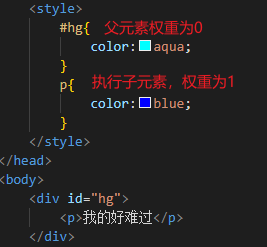 <style>
#hg{ 父元素权重为0
color:aqua;
}
p{ 执行子元素，权重为1
color:blue;
}
</style>
</head>
<body>
<div id="hg">
<p>我的好难过</p>
</div>